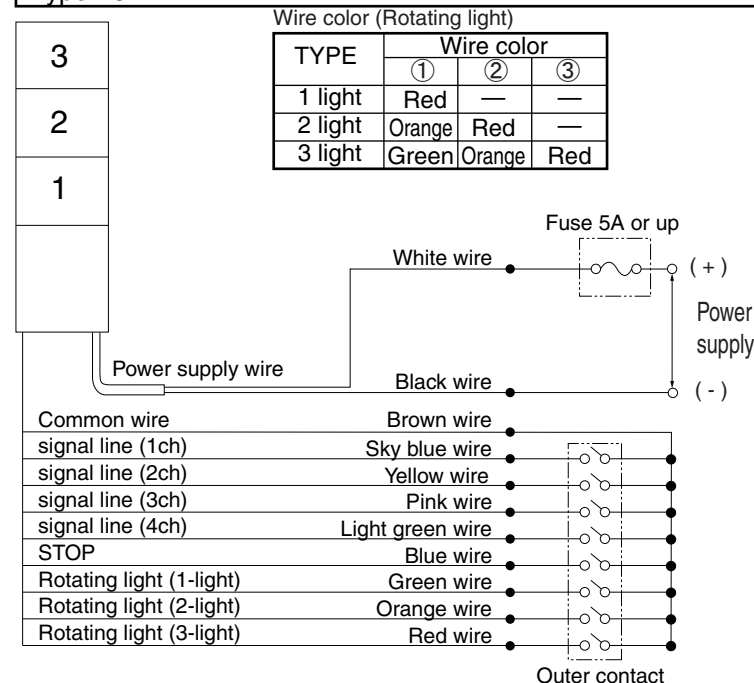 Wire color (Rotating light)
TYPE Wire color
① ② ③
1 light Red — —
2 light Orange Red —
3 light Green Orange Red
3
2
1
Fuse 5A or up
White wire
( + )
Power
supply
Power supply wire
Black wire
( - )
Common wire Brown wire
signal line (1ch) Sky blue wire
signal line (2ch) Yellow wire
signal line (3ch) Pink wire
signal line (4ch) Light green wire
STOP Blue wire
Rotating light (1-light) Green wire
Rotating light (2-light) Orange wire
Rotating light (3-light) Red wire
Outer contact